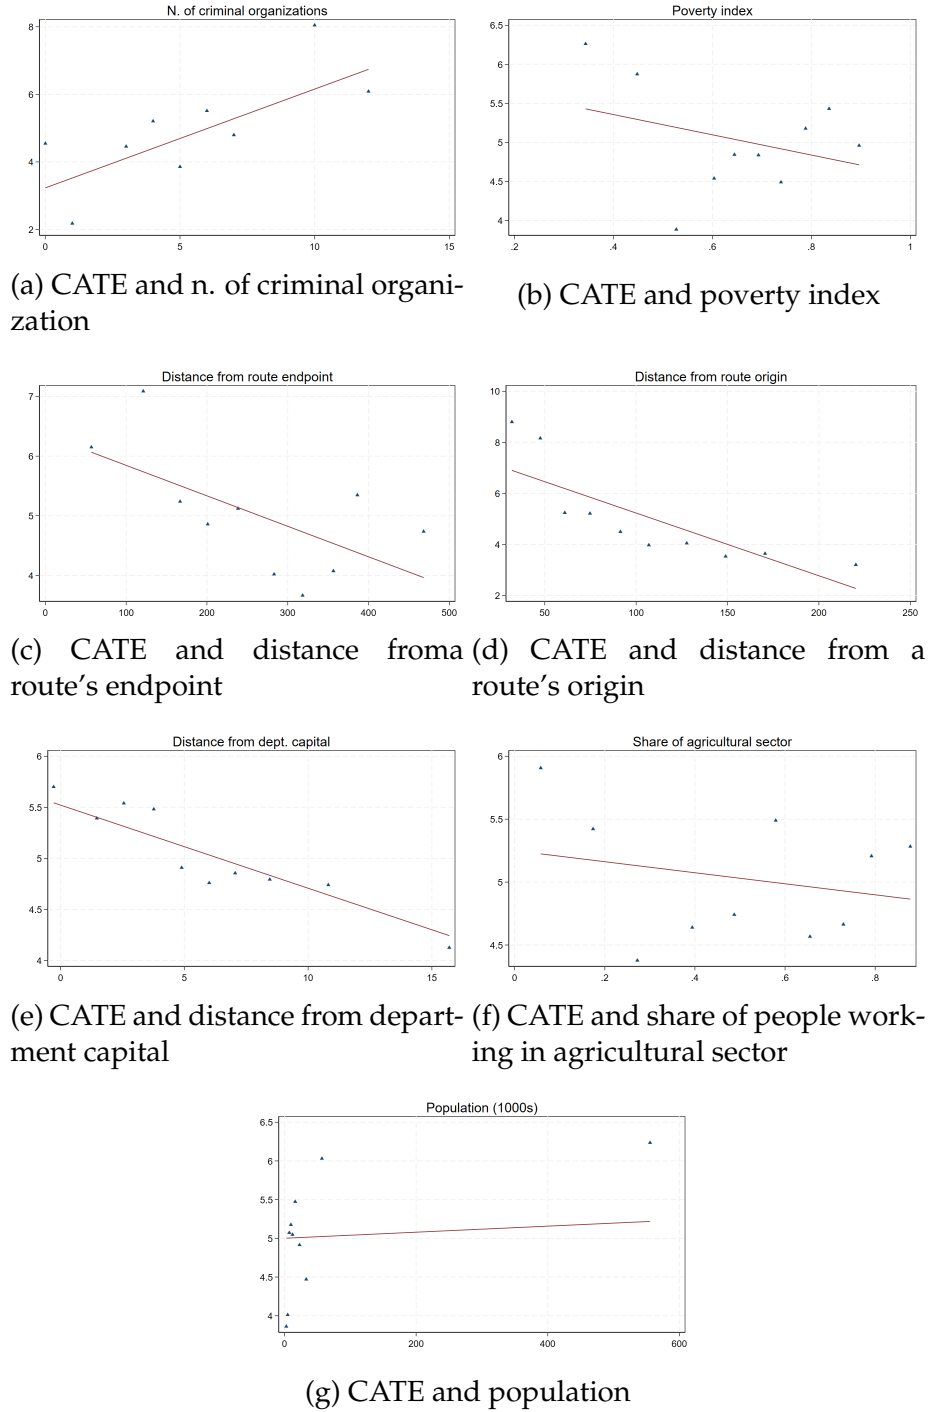 N. of criminal organizations
8
6
4
2
0 5 10 15
Poverty index
6.5
6
5.5
5
4.5
4
.2 .4 .6 .8 1
(a) CATE and n. of criminal organi-
zation
(b) CATE and poverty index
Distance from route endpoint
7
6
5
4
0 100 200 300 400 500
Distance from route origin
10
8
6
4
2
50 100 150 200 250
(c) CATE and distance froma
route's endpoint
(d) CATE and distance from a
route's origin
Distance from dept. capital
6
5.5
5
4.5
4
0 5 10 15
Share of agricultural sector
6
5.5
5
4.5
0 .2 .4 .6 .8
(e) CATE and distance from depart-
ment capital
(f) CATE and share of people work-
ing in agricultural sector
Population (1000s)
6.5
6
5.5
5
4.5
4
0 200 400 600
(g) CATE and population